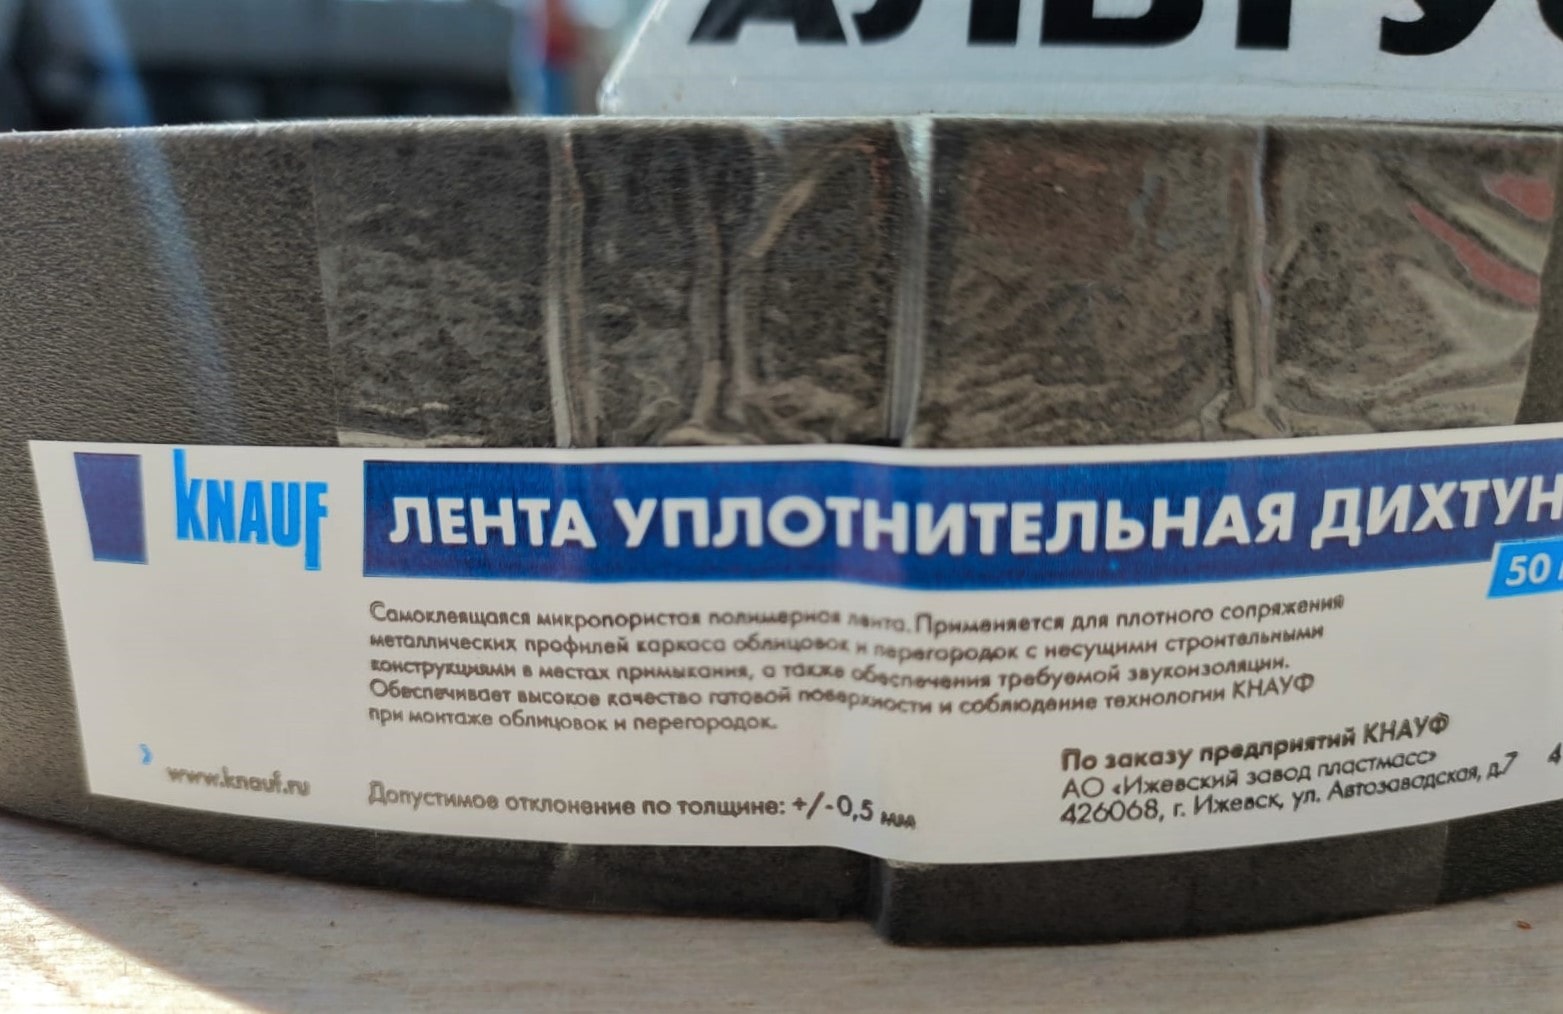 АЛЬГУ
KNAUF
ЛЕНТА УПЛОТНИТЕЛЬНАЯ ДИХТУН
50
Самоклеящаяся микропористая полимерная лента. Применяется для плотного сопряжения
металлических профилей каркаса облицовок и перегородок с несущими строительными
конструкциями в местах примыкания, а также обеспечения требуемой звукоизоляции.
Обеспечивает высокое качество готовой поверхности и соблюдение технологии КНАУФ
при монтаже облицовок и перегородок.
www.knauf.ru
Допустимое отклонение по толщине: +/-0,5 мм
По заказу предприятий КНАУФ
АО «Ижевский завод пластмасс»
426068, г. Ижевск, ул. Автозаводская, д.7
4